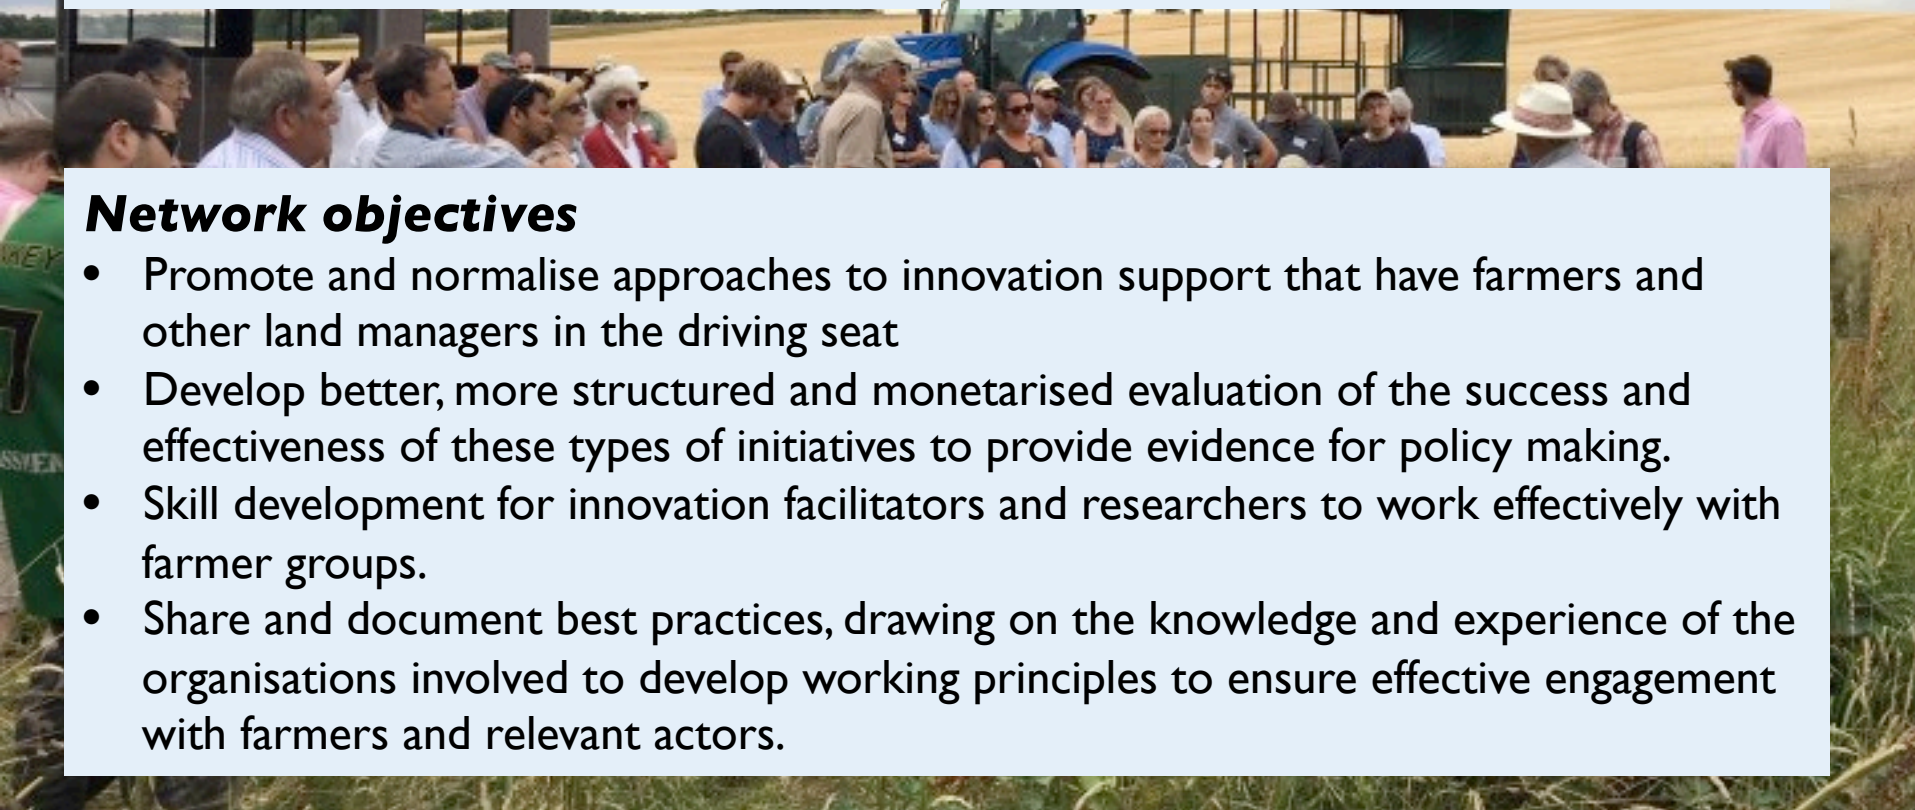 Network objectives
• Promote and normalise approaches to innovation support that have farmers and
other land managers in the driving seat
• Develop better, more structured and monetarised evaluation of the success and
effectiveness of these types of initiatives to provide evidence for policy making.
• Skill development for innovation facilitators and researchers to work effectively with
farmer groups.
• Share and document best practices, drawing on the knowledge and experience of the
organisations involved to develop working principles to ensure effective engagement
with farmers and relevant actors.